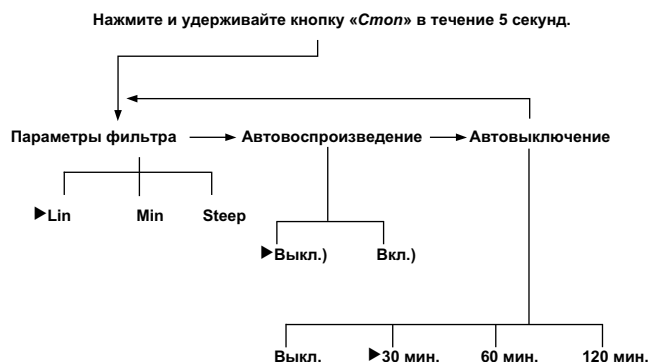 Нажмите и удерживайте кнопку «Стоп» в течение 5 секунд.
Параметры фильтра Автовоспроизведение Автовыключение
▶Lin Min Steep
▶Выкл.) Вкл.)
Выкл. ▶30 мин. 60 мин. 120 мин.